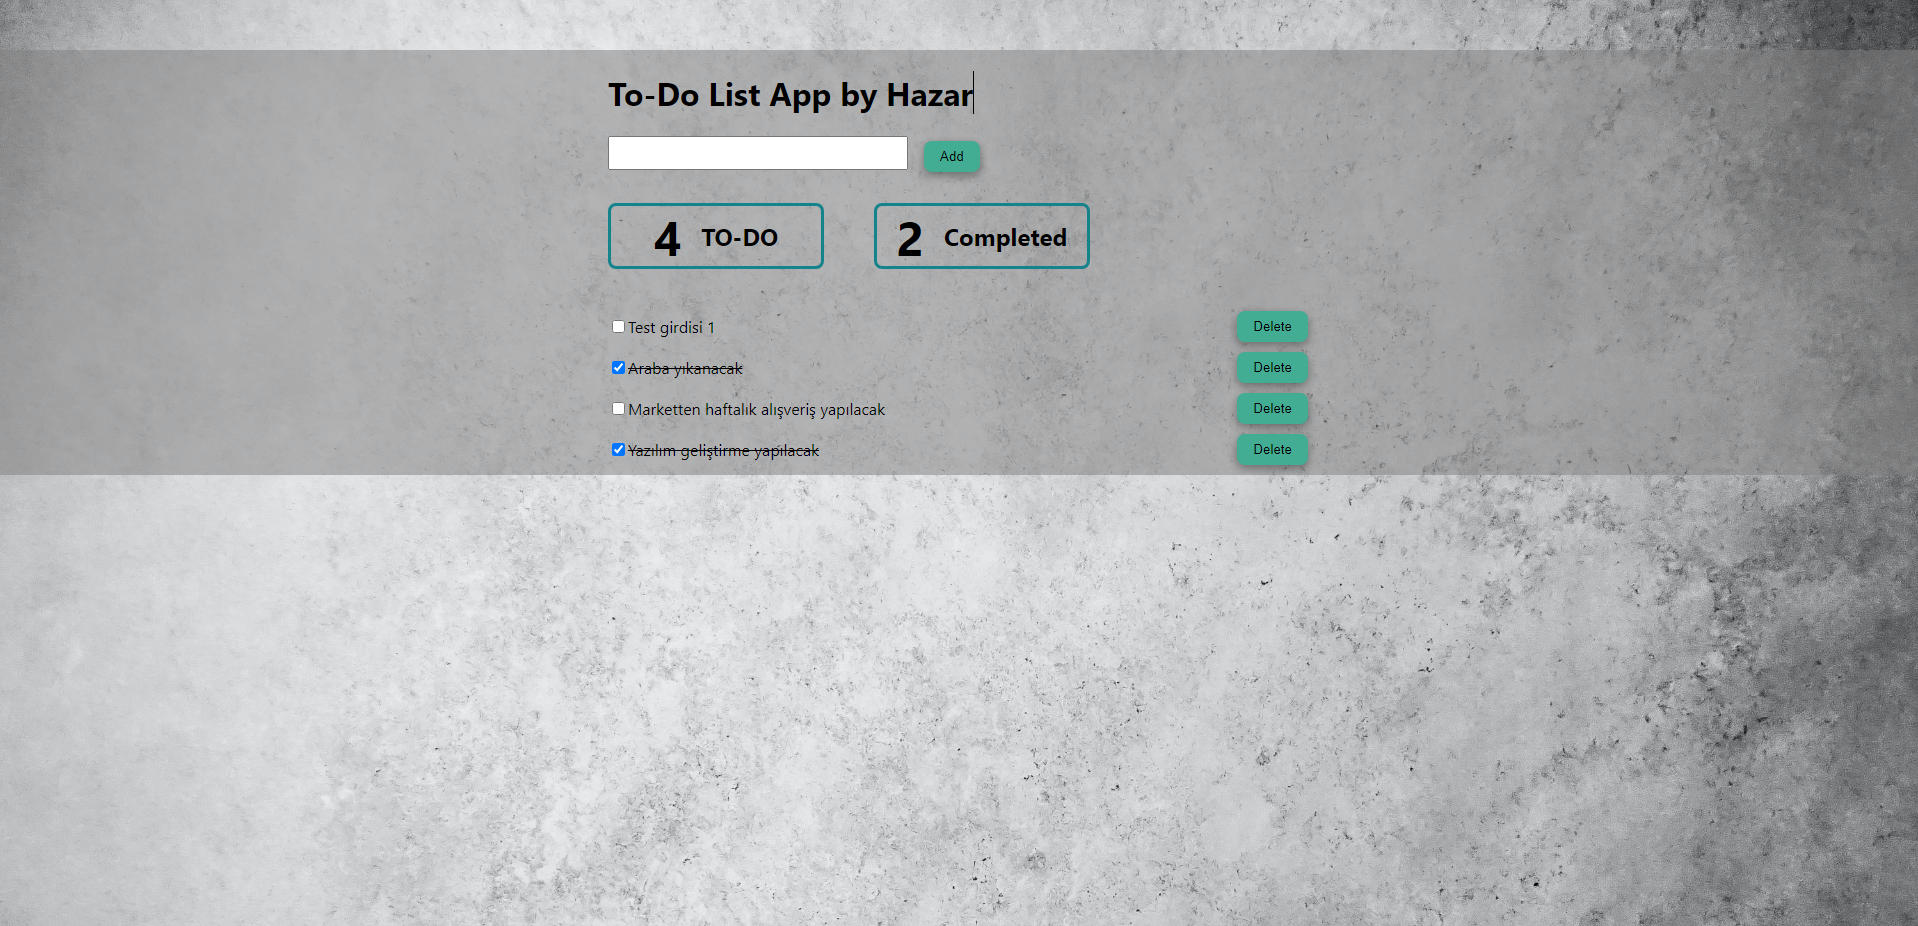 To-Do List App by Hazar
Add
4 TO-DO
2 Completed
Test girdisi 1 Delete
Araba yıkanacak Delete
Marketten haftalık alışveriş yapılacak Delete
Yazılım geliştirme yapılacak Delete